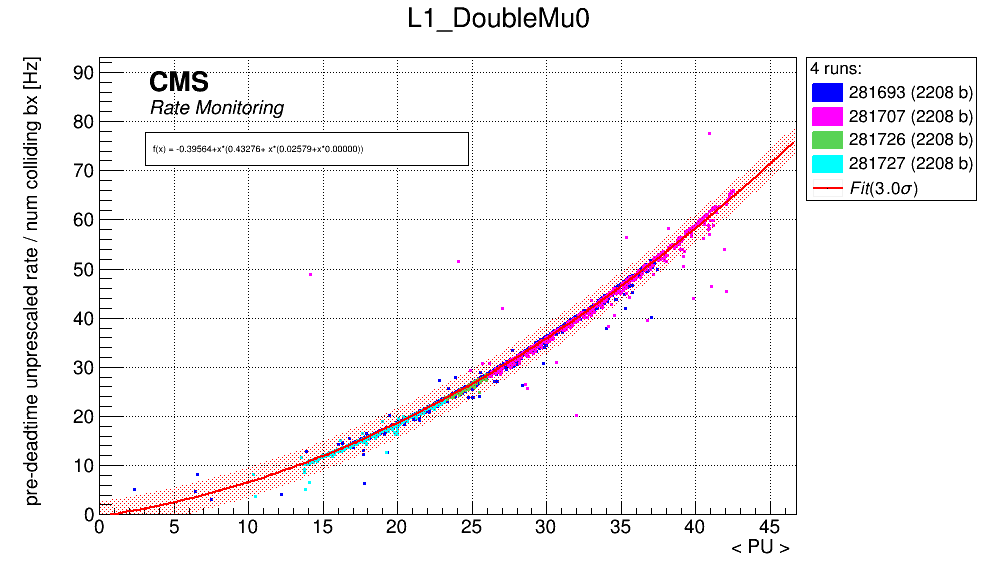 L1_DoubleMu0
pre-deadtime unprescaled rate / num colliding bx [Hz]
CMS
Rate Monitoring
f(x) = -0.39564+x*(0.43276+ x*(0.02579+x*0.00000))
90
80
70
60
50
40
30
20
10
0
0 5 10 15 20 25 30 35 40 45
< PU >
4 runs:
281693 (2208 b)
281707 (2208 b)
281726 (2208 b)
281727 (2208 b)
Fit(3.0σ)